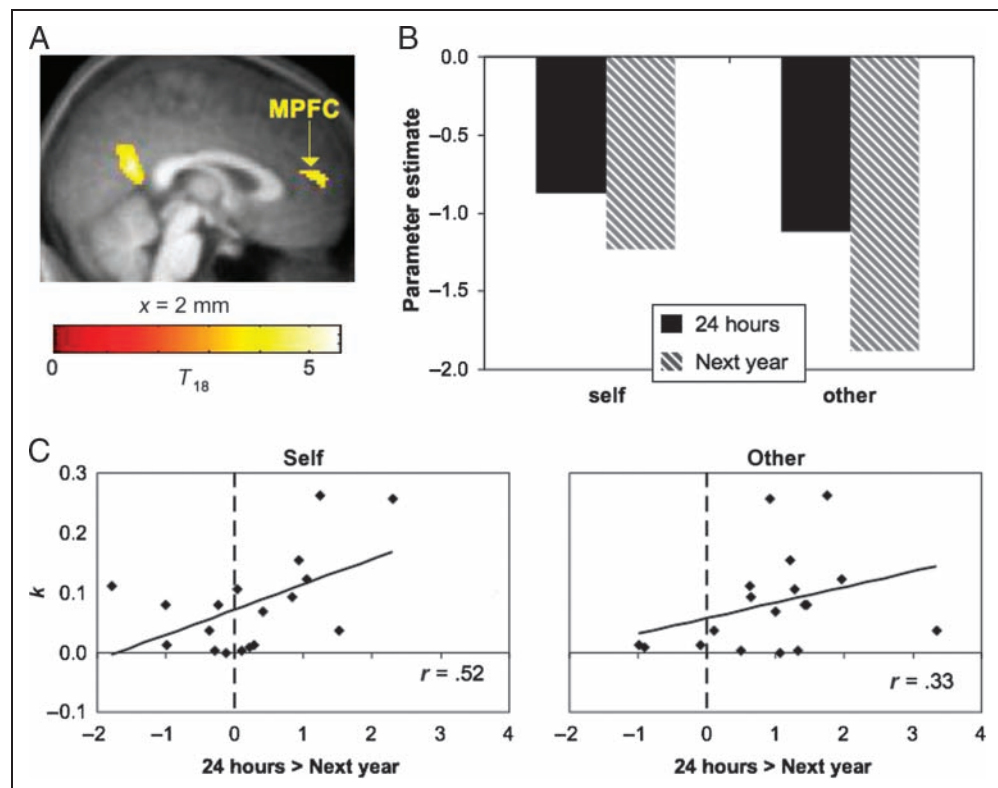 A
MPFC
x = 2 mm
0
5
T18
B
0.0
−0.5
−1.0
−1.5
−2.0
Parameter estimate
24 hours
Next year
self
other
C
Self
0.3
0.2
0.1
0.0
−0.1
k
r = .52
−2
−1
0
1
2
3
4
24 hours > Next year
Other
r = .33
−2
−1
0
1
2
3
4
24 hours > Next year